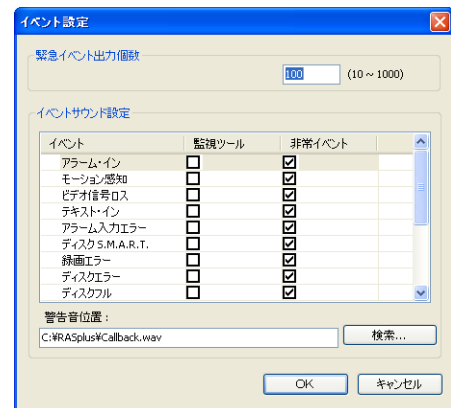 イベント設定
緊急イベント出力個数
100 (10 ~ 1000)
イベントサウンド設定
イベント 監視ツール 非常イベント
アラーム・イン
モーション感知
ビデオ信号ロス
テキスト・イン
アラーム入力エラー
ディスク S.M.A.R.T.
録画エラー
ディスクエラー
ディスクフル
警告音位置 :
C:¥RASplus¥Callback.wav 検索...
OK キャンセル